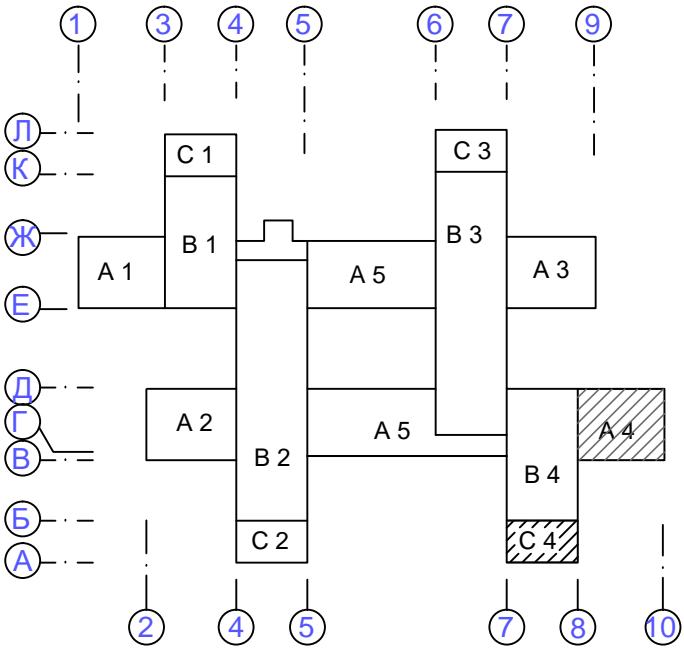 1 3 4 5 6 7 9
Л
С 1 С 3
К
Ж
В 1 В 3
А 1 А 5 А 3
Е
Д
Г
А 2 А 5 А 4
В
В 2 В 4
Б
С 2 С 4
А
2 4 5 7 8 10